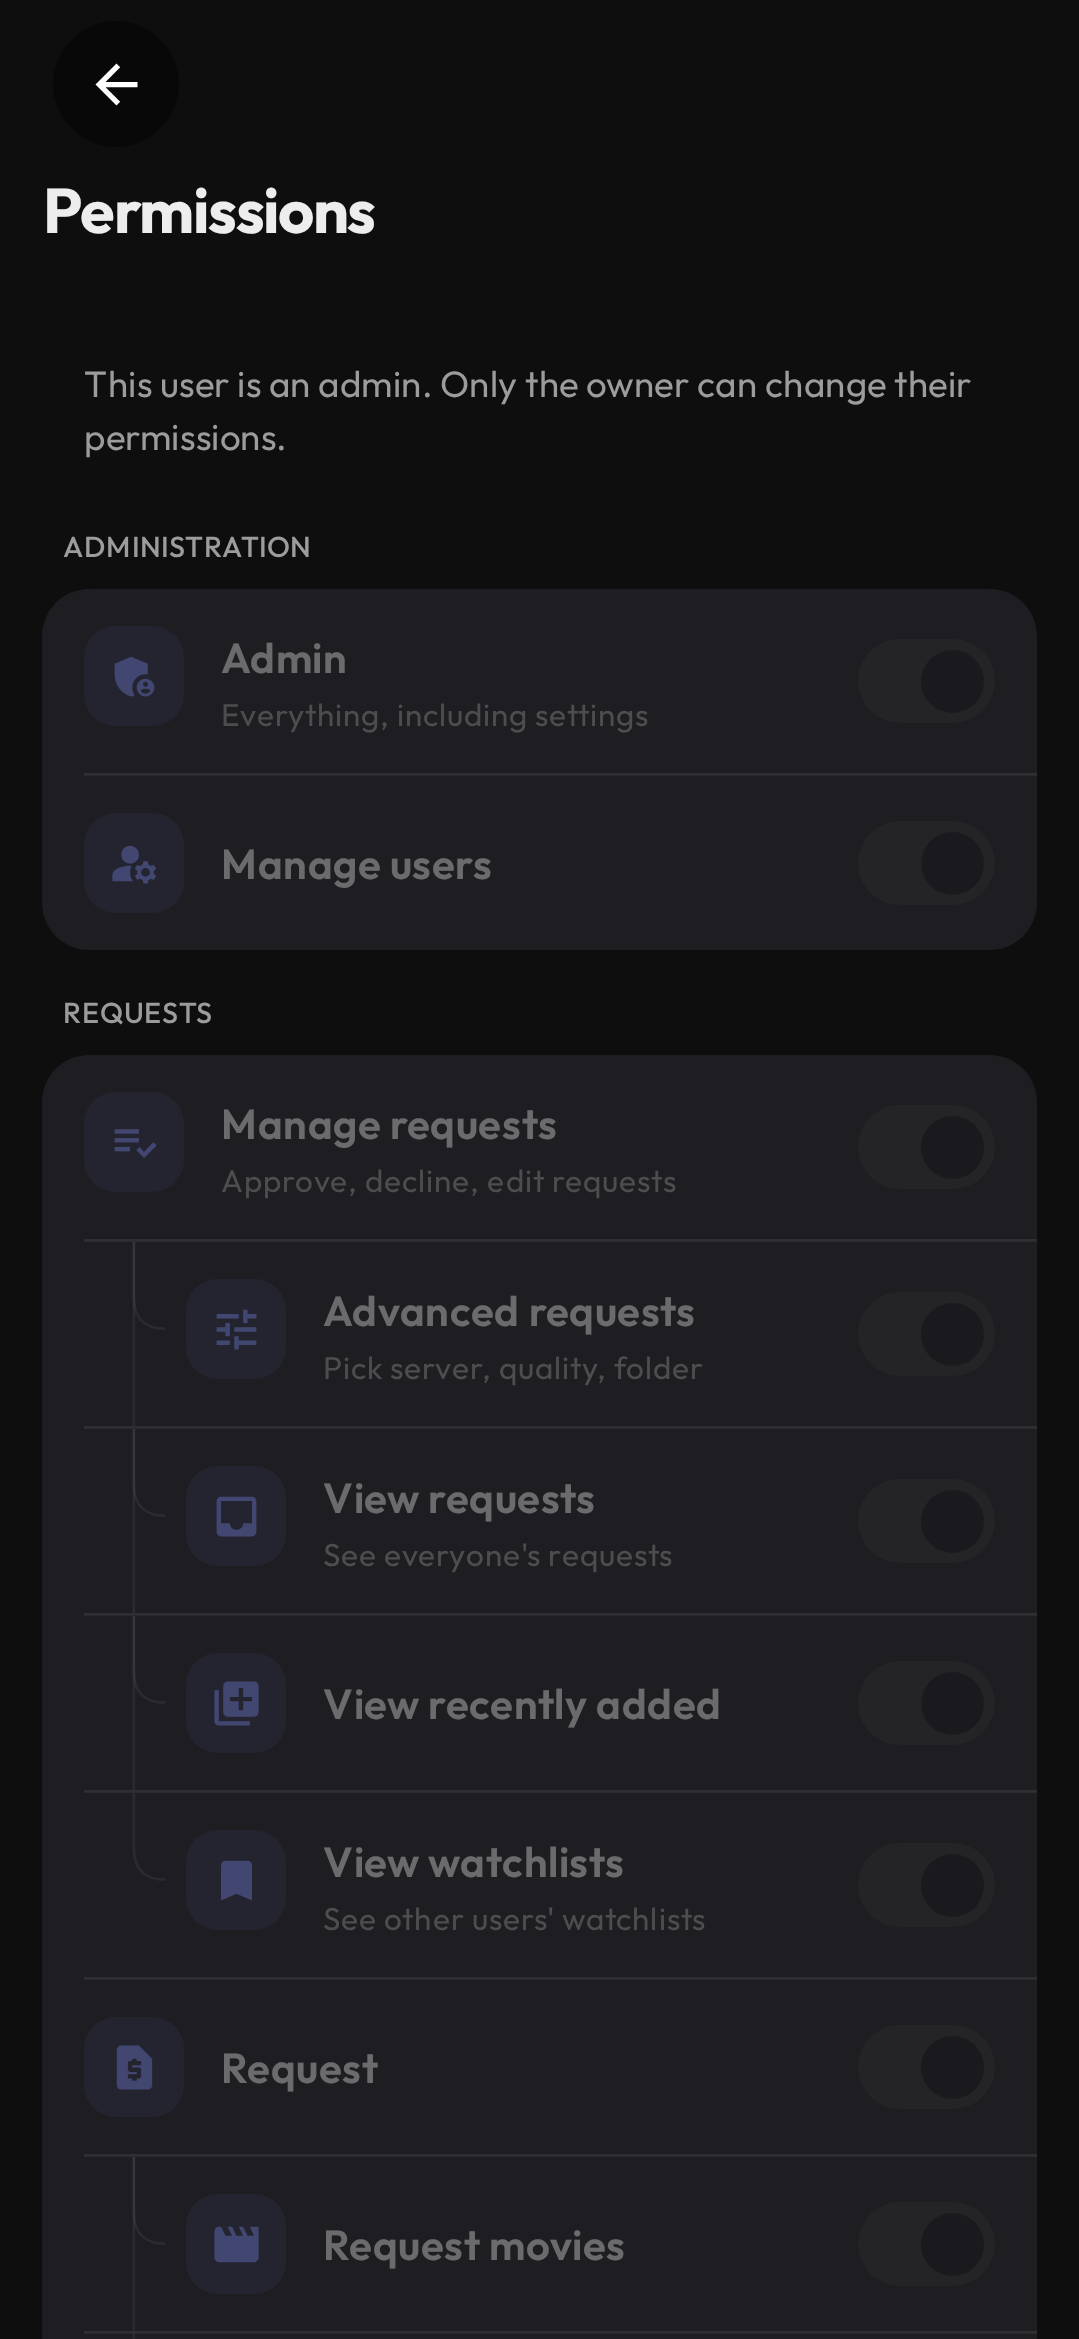 Permissions
This user is an admin. Only the owner can change their
permissions.
ADMINISTRATION
Admin
Everything, including settings
Manage users
REQUESTS
Manage requests
Approve, decline, edit requests
Advanced requests
Pick server, quality, folder
View requests
See everyone's requests
View recently added
View watchlists
See other users' watchlists
Request
Request movies